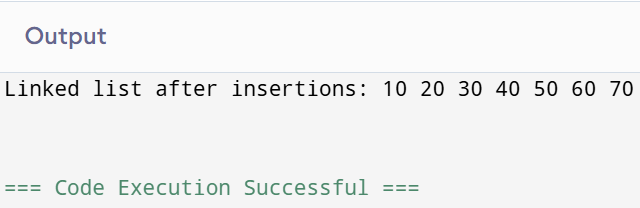 Output
Linked list after insertions: 10 20 30 40 50 60 70
=== Code Execution Successful ===